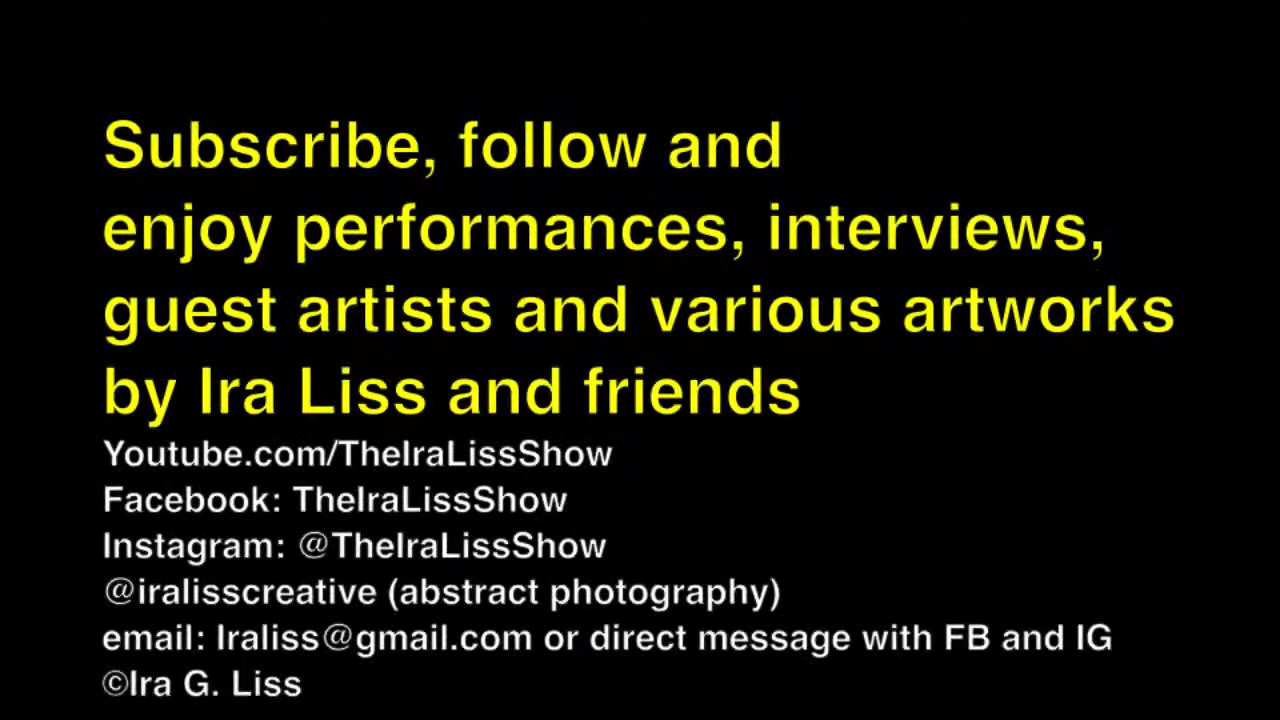 Subscribe, follow and
enjoy performances, interviews,
guest artists and various artworks
by Ira Liss and friends
Youtube.com/TheIraLissShow
Facebook: TheIraLissShow
Instagram: @TheIraLissShow
@iralisscreative (abstract photography)
email: Iraliss@gmail.com or direct message with FB and IG
©Ira G. Liss